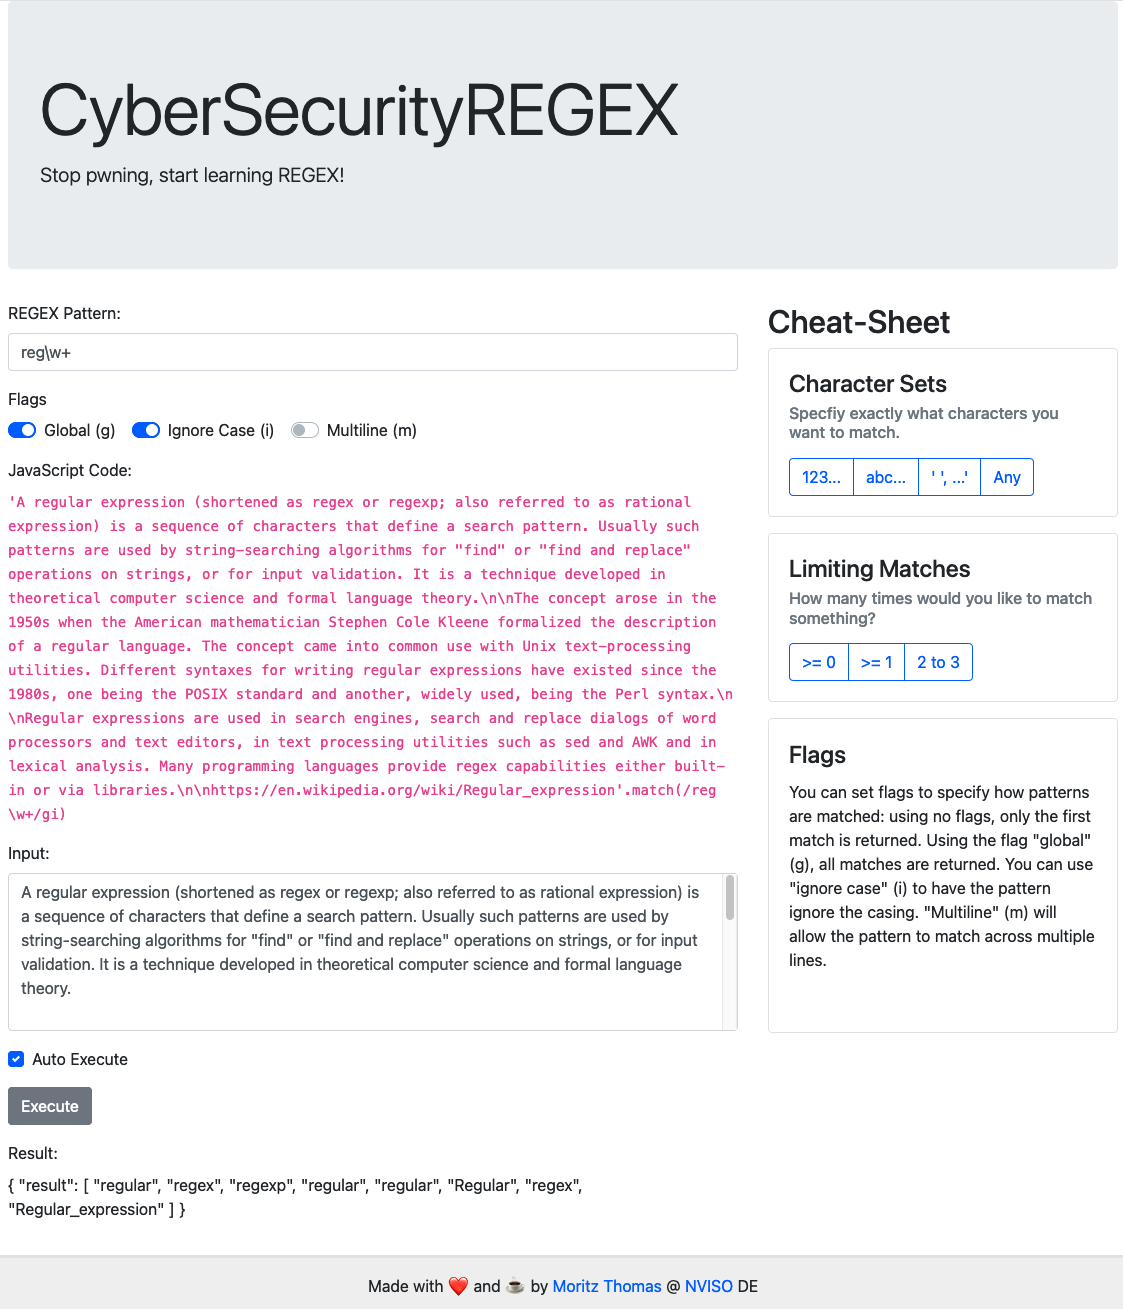 CyberSecurityREGEX
Stop pwning, start learning REGEX!
REGEX Pattern:
reg\w+
Flags
Global (g) Ignore Case (i) Multiline (m)
JavaScript Code:
'A regular expression (shortened as regex or regexp; also referred to as rational
expression) is a sequence of characters that define a search pattern. Usually such
patterns are used by string-searching algorithms for "find" or "find and replace"
operations on strings, or for input validation. It is a technique developed in
theoretical computer science and formal language theory.\n\nThe concept arose in the
1950s when the American mathematician Stephen Cole Kleene formalized the description
of a regular language. The concept came into common use with Unix text-processing
utilities. Different syntaxes for writing regular expressions have existed since the
1980s, one being the POSIX standard and another, widely used, being the Perl syntax.\n
\nRegular expressions are used in search engines, search and replace dialogs of word
processors and text editors, in text processing utilities such as sed and AWK and in
lexical analysis. Many programming languages provide regex capabilities either built-
in or via libraries.\n\nhttps://en.wikipedia.org/wiki/Regular_expression'.match(/reg
\w+/gi)
Input:
A regular expression (shortened as regex or regexp; also referred to as rational expression) is
a sequence of characters that define a search pattern. Usually such patterns are used by
string-searching algorithms for "find" or "find and replace" operations on strings, or for input
validation. It is a technique developed in theoretical computer science and formal language
theory.
Auto Execute
Execute
Result:
{ "result": [ "regular", "regex", "regexp", "regular", "regular", "Regular", "regex",
"Regular_expression" ] }
Cheat-Sheet
Character Sets
Specfiy exactly what characters you
want to match.
123... abc... ' ', ...' Any
Limiting Matches
How many times would you like to match
something?
>= 0 >= 1 2 to 3
Flags
You can set flags to specify how patterns
are matched: using no flags, only the first
match is returned. Using the flag "global"
(g), all matches are returned. You can use
"ignore case" (i) to have the pattern
ignore the casing. "Multiline" (m) will
allow the pattern to match across multiple
lines.
Made with ❤️ and ☕ by Moritz Thomas @ NVISO DE